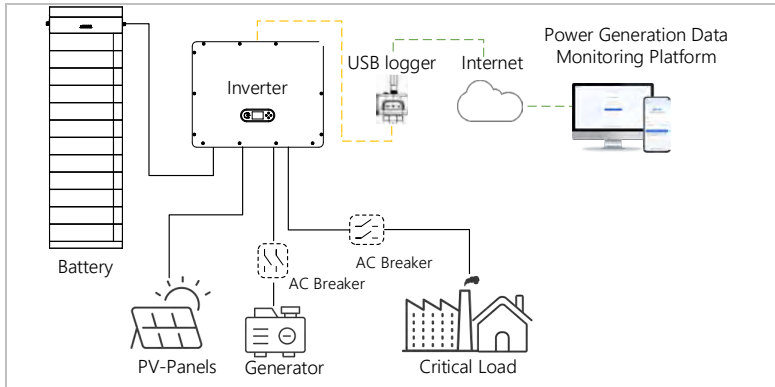 Power Generation Data
Monitoring Platform
USB logger
Internet
Inverter
Battery
AC Breaker
AC Breaker
PV-Panels
Generator
Critical Load